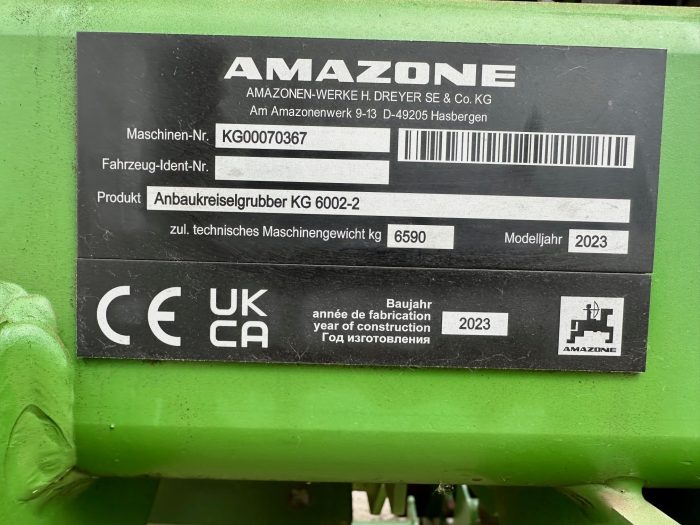 AMAZONE
AMAZONEN-WERKE H. DREYER SE & Co. KG
Am Amazonenwerk 9-13 D-49205 Hasbergen
Maschinen-Nr. KG00070367
Fahrzeug-Ident-Nr.
Produkt Anbaukreiselgrubber KG 6002-2
zul. technisches Maschinengewicht kg 6590 Modelljahr 2023
CE UK CA
Baujahr
année de fabrication
year of construction
Год изготовления
2023
AMAZONE